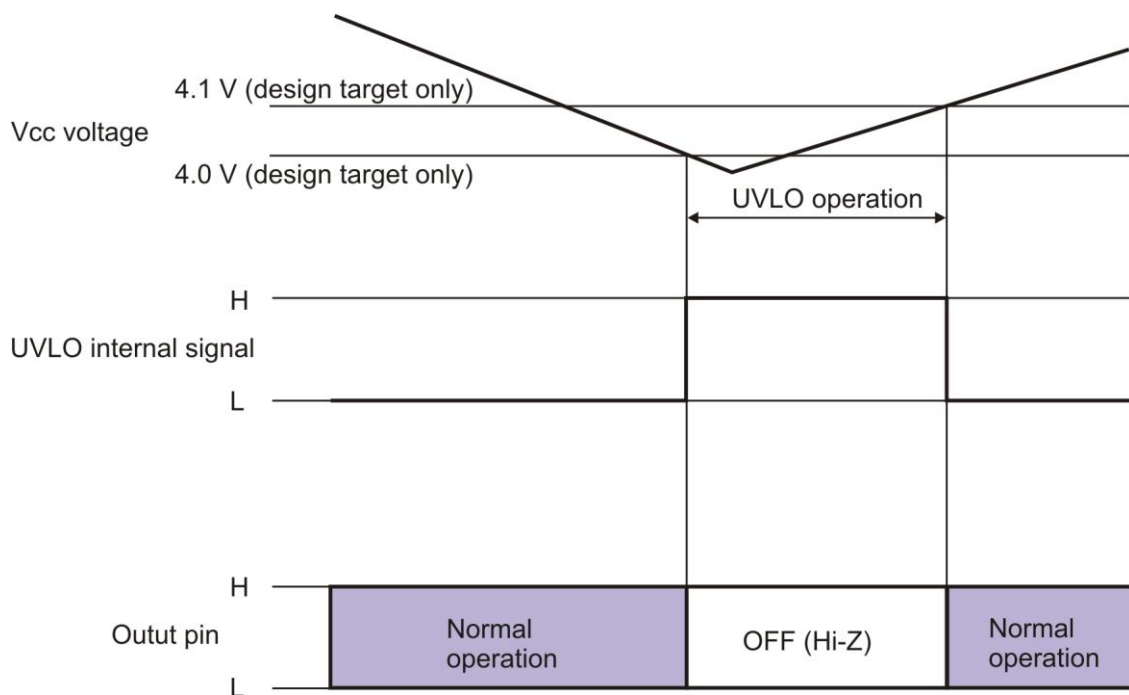 4.1 V (design target only)
Vcc voltage
4.0 V (design target only)
UVLO operation
H
UVLO internal signal
L
H
Outut pin
Normal
operation
OFF (Hi-Z)
Normal
operation
L